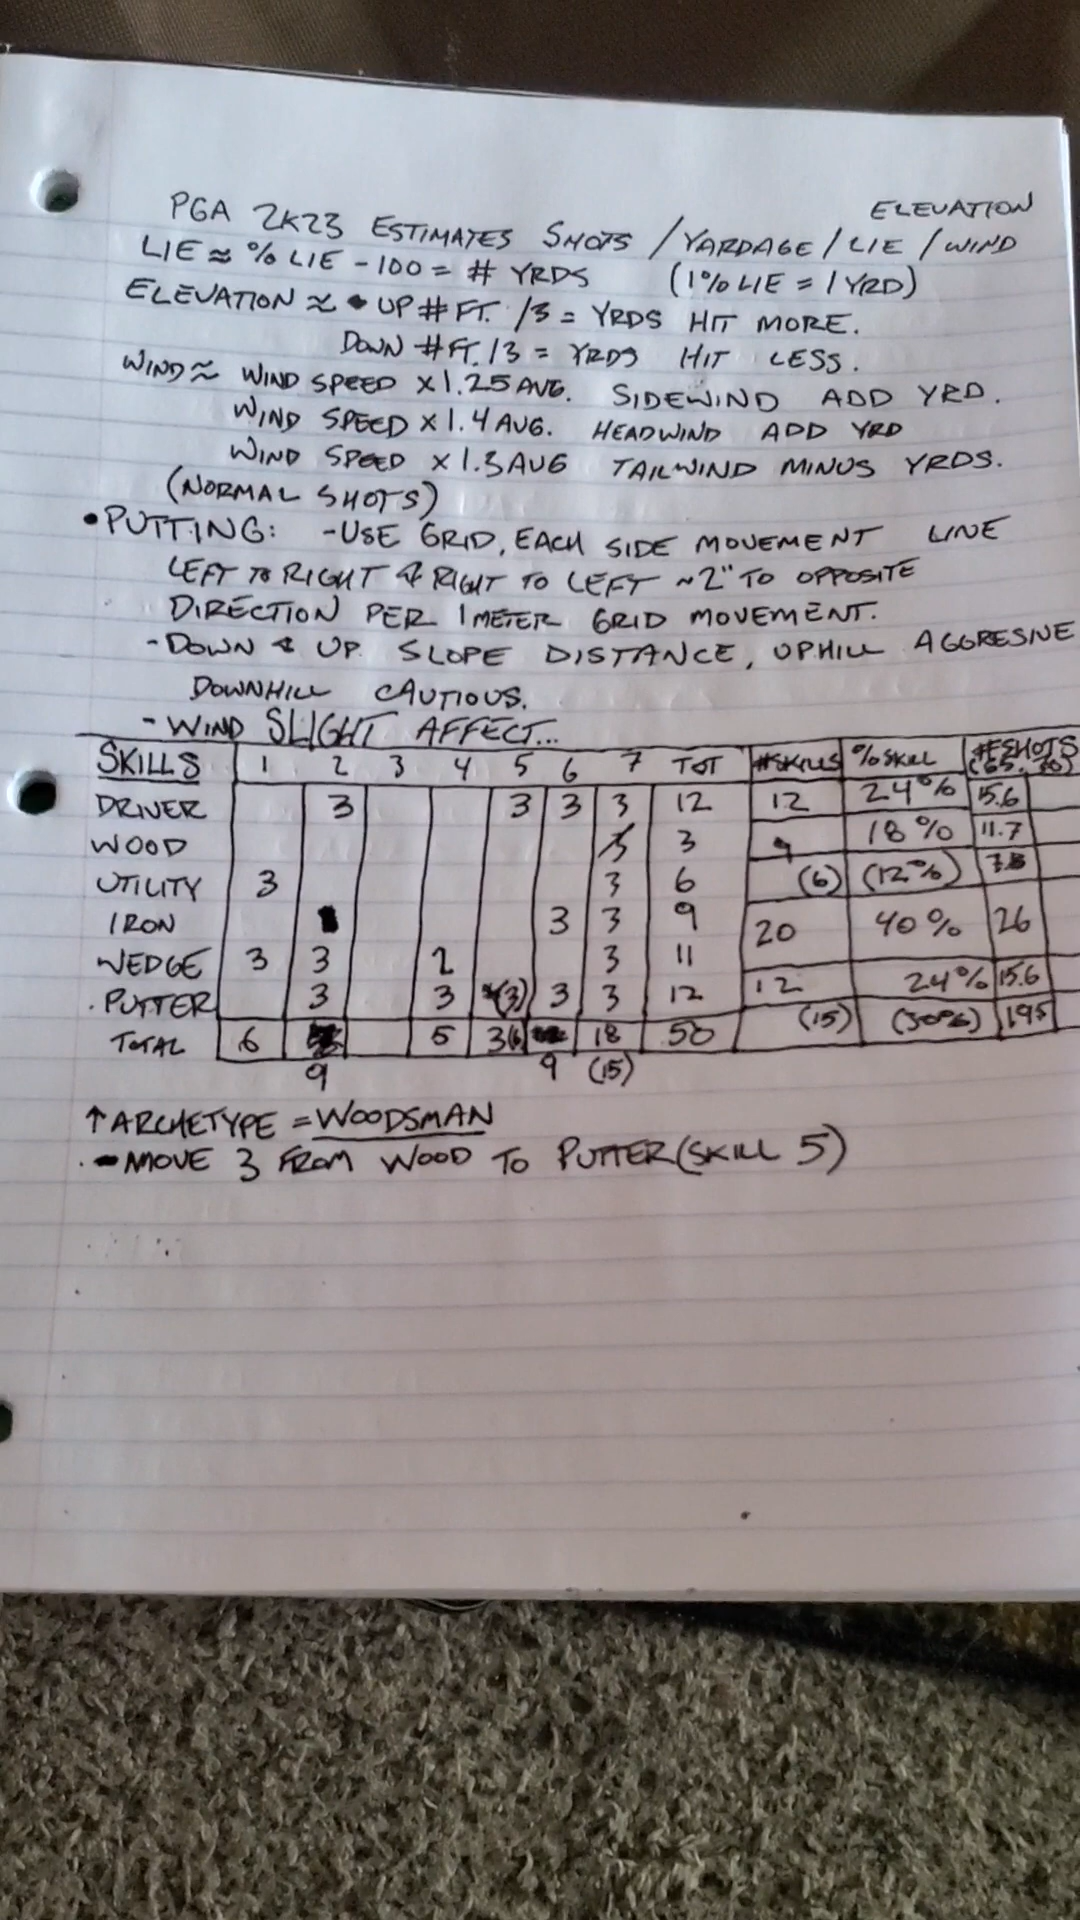 ELEVATION
PGA 2K23 ESTIMATES SHOTS / YARDAGE / LIE / WIND
LIE ≈ % LIE - 100 = # YRDS (1% LIE = 1 YRD)
ELEVATION ≈ UP # FT. /3 = YRDS HIT MORE.
DOWN # FT. /3 = YRDS HIT LESS.
WIND ≈ WIND SPEED X 1.25 AVG. SIDEWIND ADD YRD.
WIND SPEED X 1.4 AVG. HEADWIND ADD YRD
WIND SPEED X 1.3 AVG TAILWIND MINUS YRDS.
(NORMAL SHOTS)
• PUTTING: - USE GRID, EACH SIDE MOVEMENT LINE
LEFT TO RIGHT & RIGHT TO LEFT ~2" TO OPPOSITE
DIRECTION PER 1 METER GRID MOVEMENT.
- DOWN & UP SLOPE DISTANCE, UPHILL AGGRESIVE
DOWNHILL CAUTIOUS.
- WIND SLIGHT AFFECT...
SKILLS 1 2 3 4 5 6 7 TOT #SKILLS % SKILL # SHOTS
DRIVER 3 3 3 3 12 12 24% 15.6
WOOD 3 3 9 18% 11.7
UTILITY 3 3 6 (6) (12%)
IRON 3 3 9 20 40% 26
WEDGE 3 3 2 3 11
PUTTER 3 3 (3) 3 3 12 12 24% 15.6
TOTAL 6 5 18 50 (15) (30%)
9 9 (15)
↑ ARCHETYPE = WOODSMAN
- MOVE 3 FROM WOOD TO PUTTER (SKILL 5)